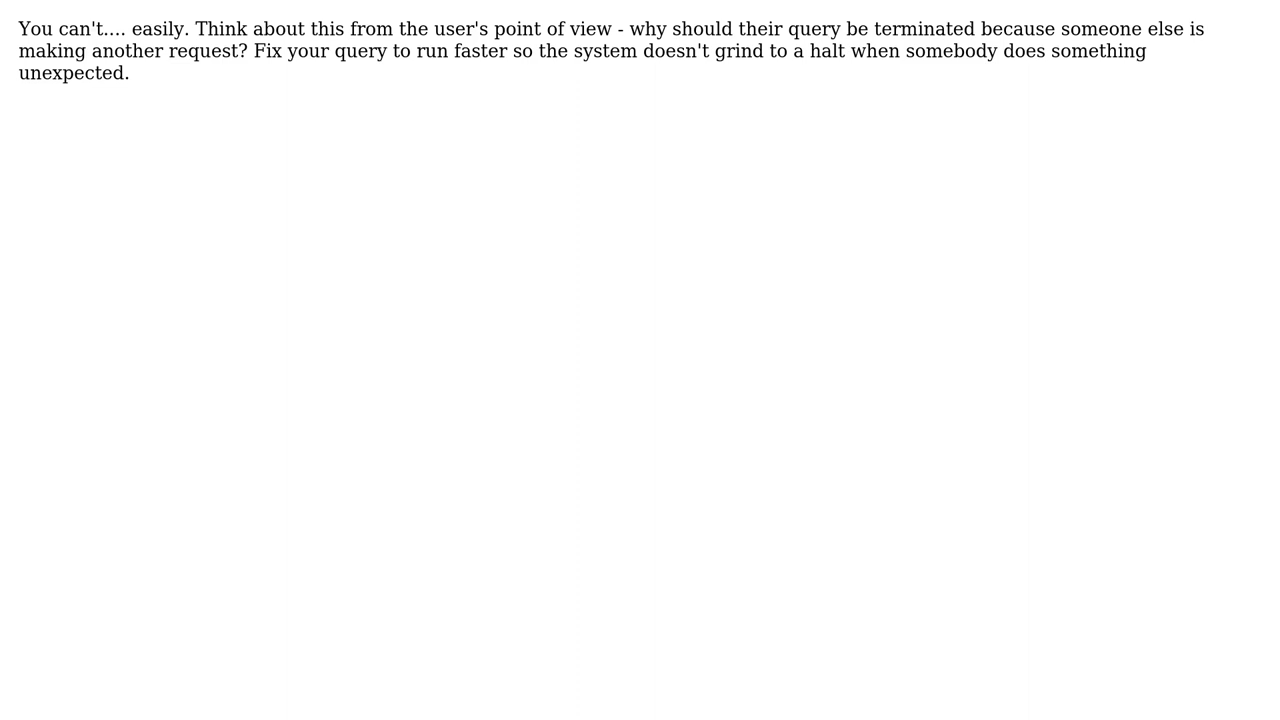 You can't.... easily. Think about this from the user's point of view - why should their query be terminated because someone else is
making another request? Fix your query to run faster so the system doesn't grind to a halt when somebody does something
unexpected.